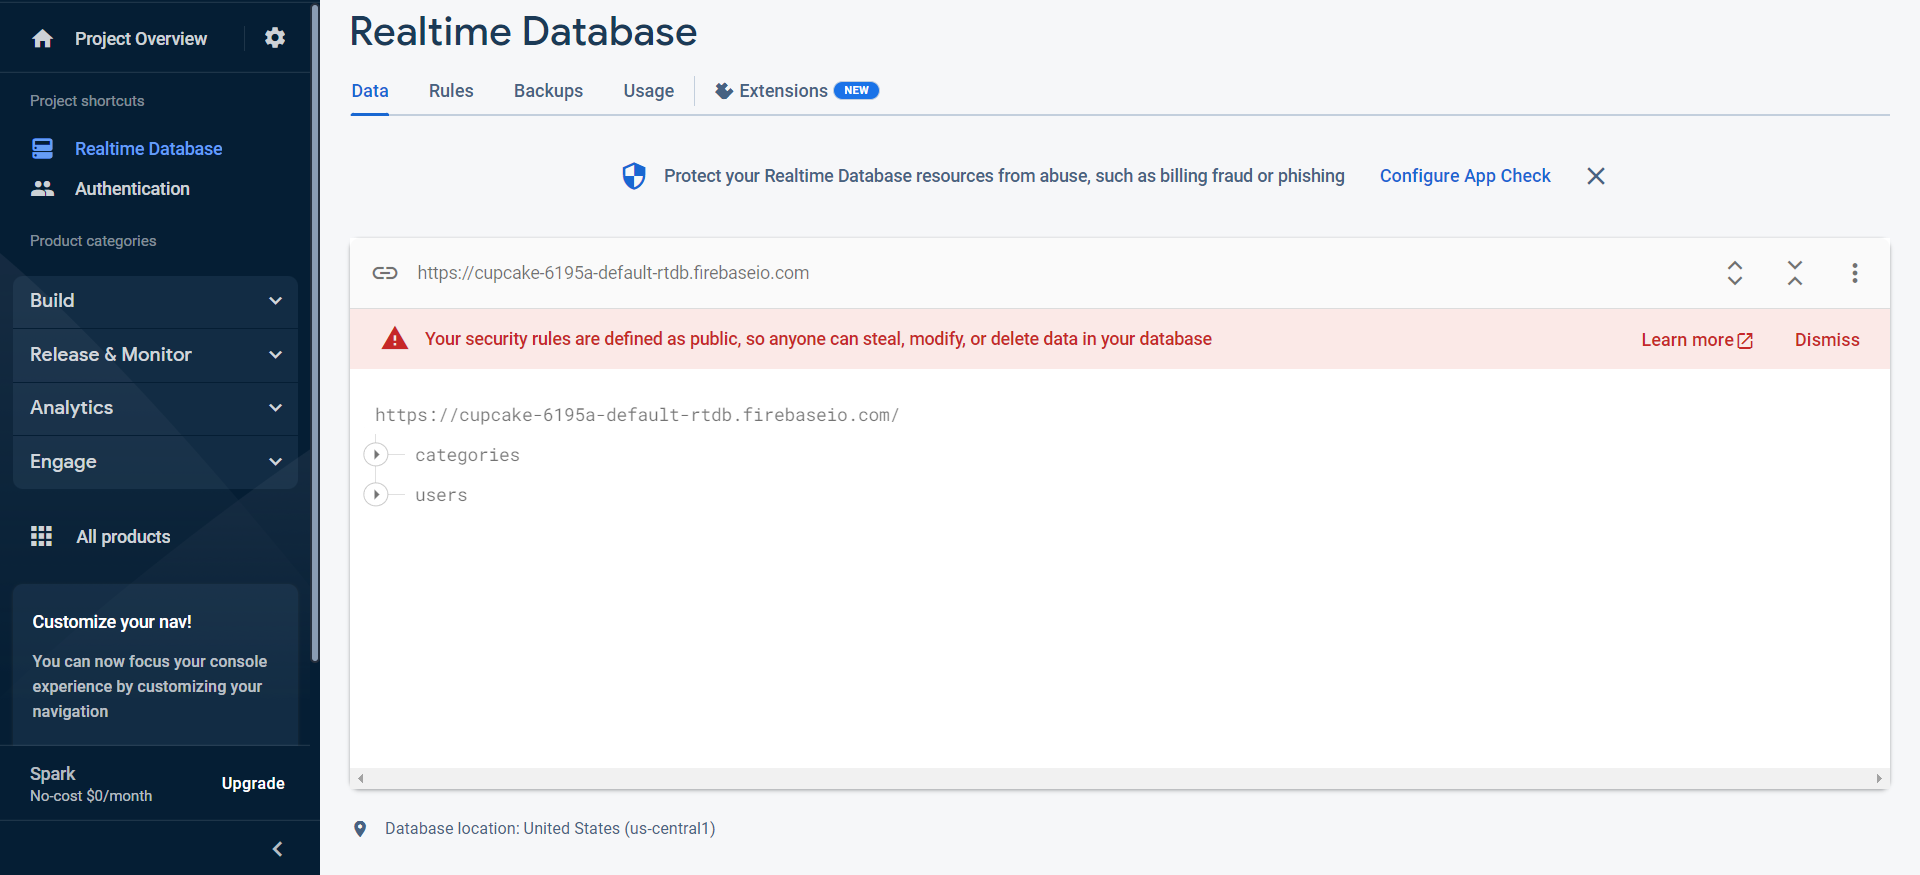 Project Overview
Project shortcuts
Realtime Database
Authentication
Product categories
Build
Release & Monitor
Analytics
Engage
All products
Customize your nav!
You can now focus your console
experience by customizing your
navigation
Spark
No-cost $0/month
Upgrade
Realtime Database
Data Rules Backups Usage Extensions NEW
Protect your Realtime Database resources from abuse, such as billing fraud or phishing Configure App Check
https://cupcake-6195a-default-rtdb.firebaseio.com
Your security rules are defined as public, so anyone can steal, modify, or delete data in your database Learn more Dismiss
https://cupcake-6195a-default-rtdb.firebaseio.com/
categories
users
Database location: United States (us-central1)